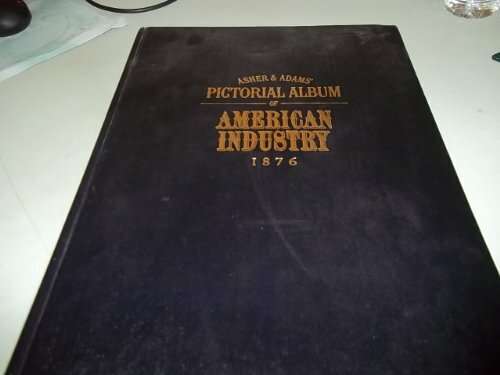 ASHER & ADAMS'
PICTORIAL ALBUM
OF
AMERICAN
INDUSTRY
1876